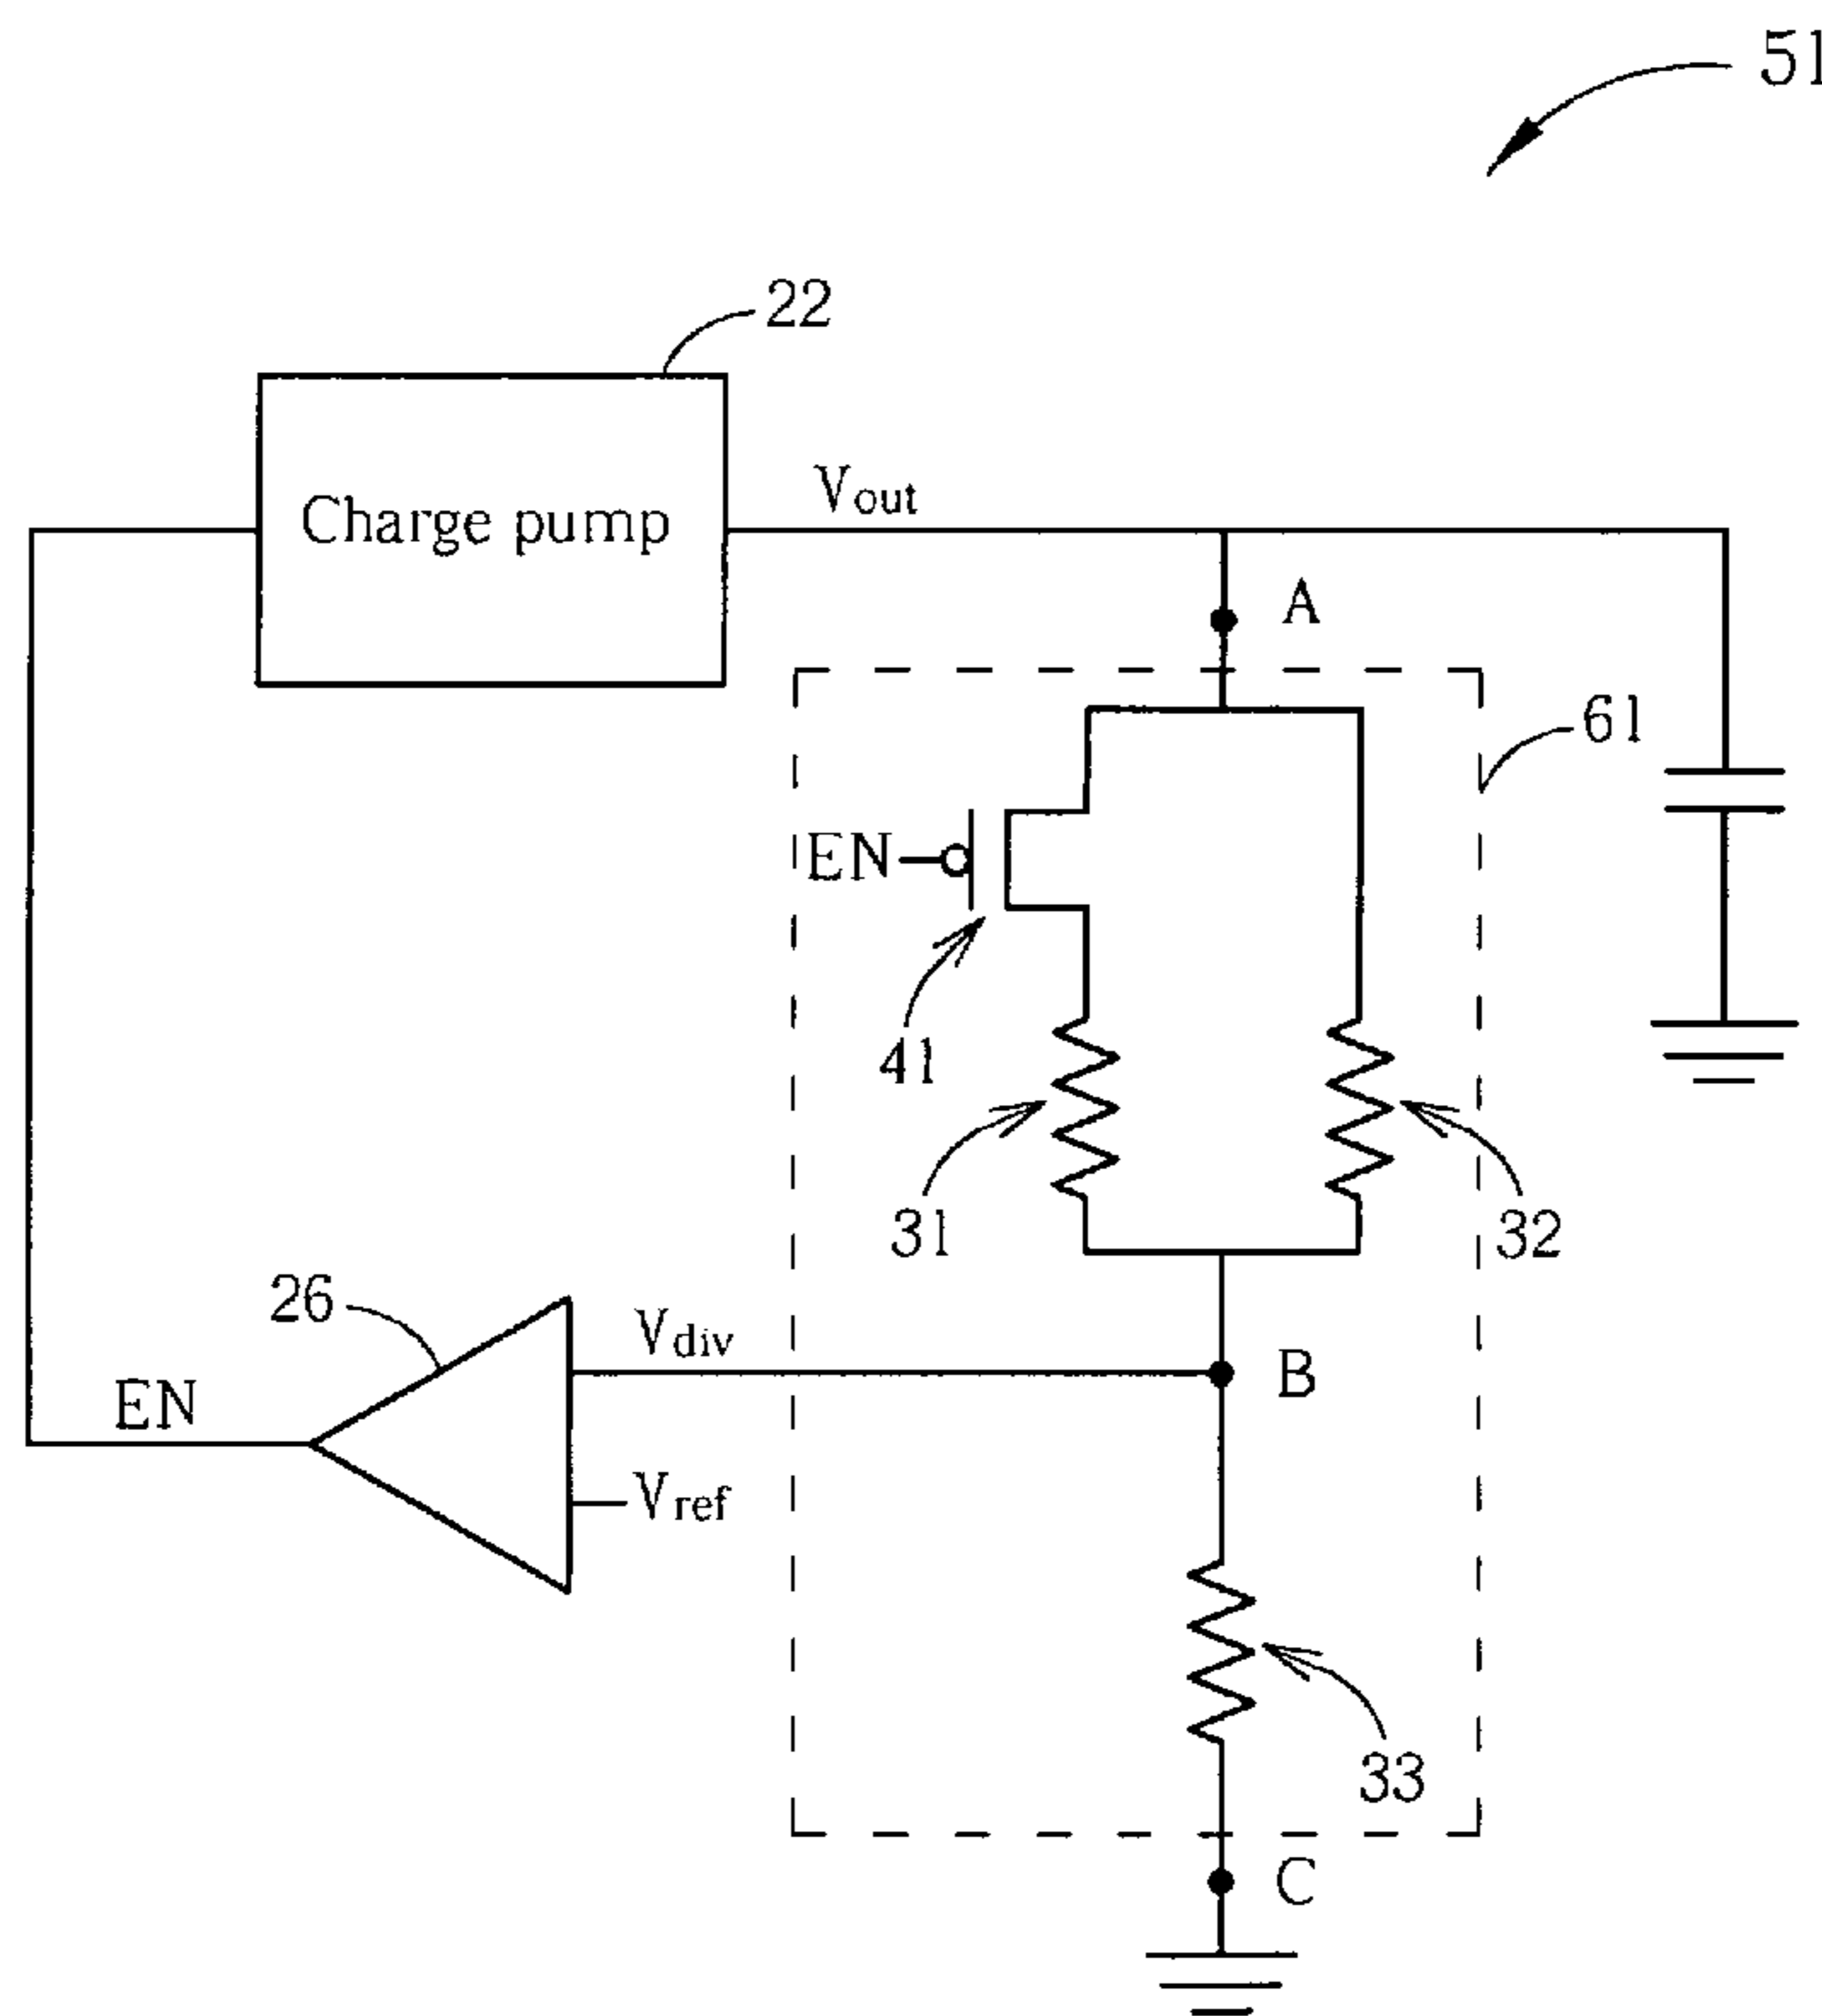 51
22
Charge pump
Vout
A
61
EN
41
31
32
26
Vdiv
B
EN
Vref
33
C